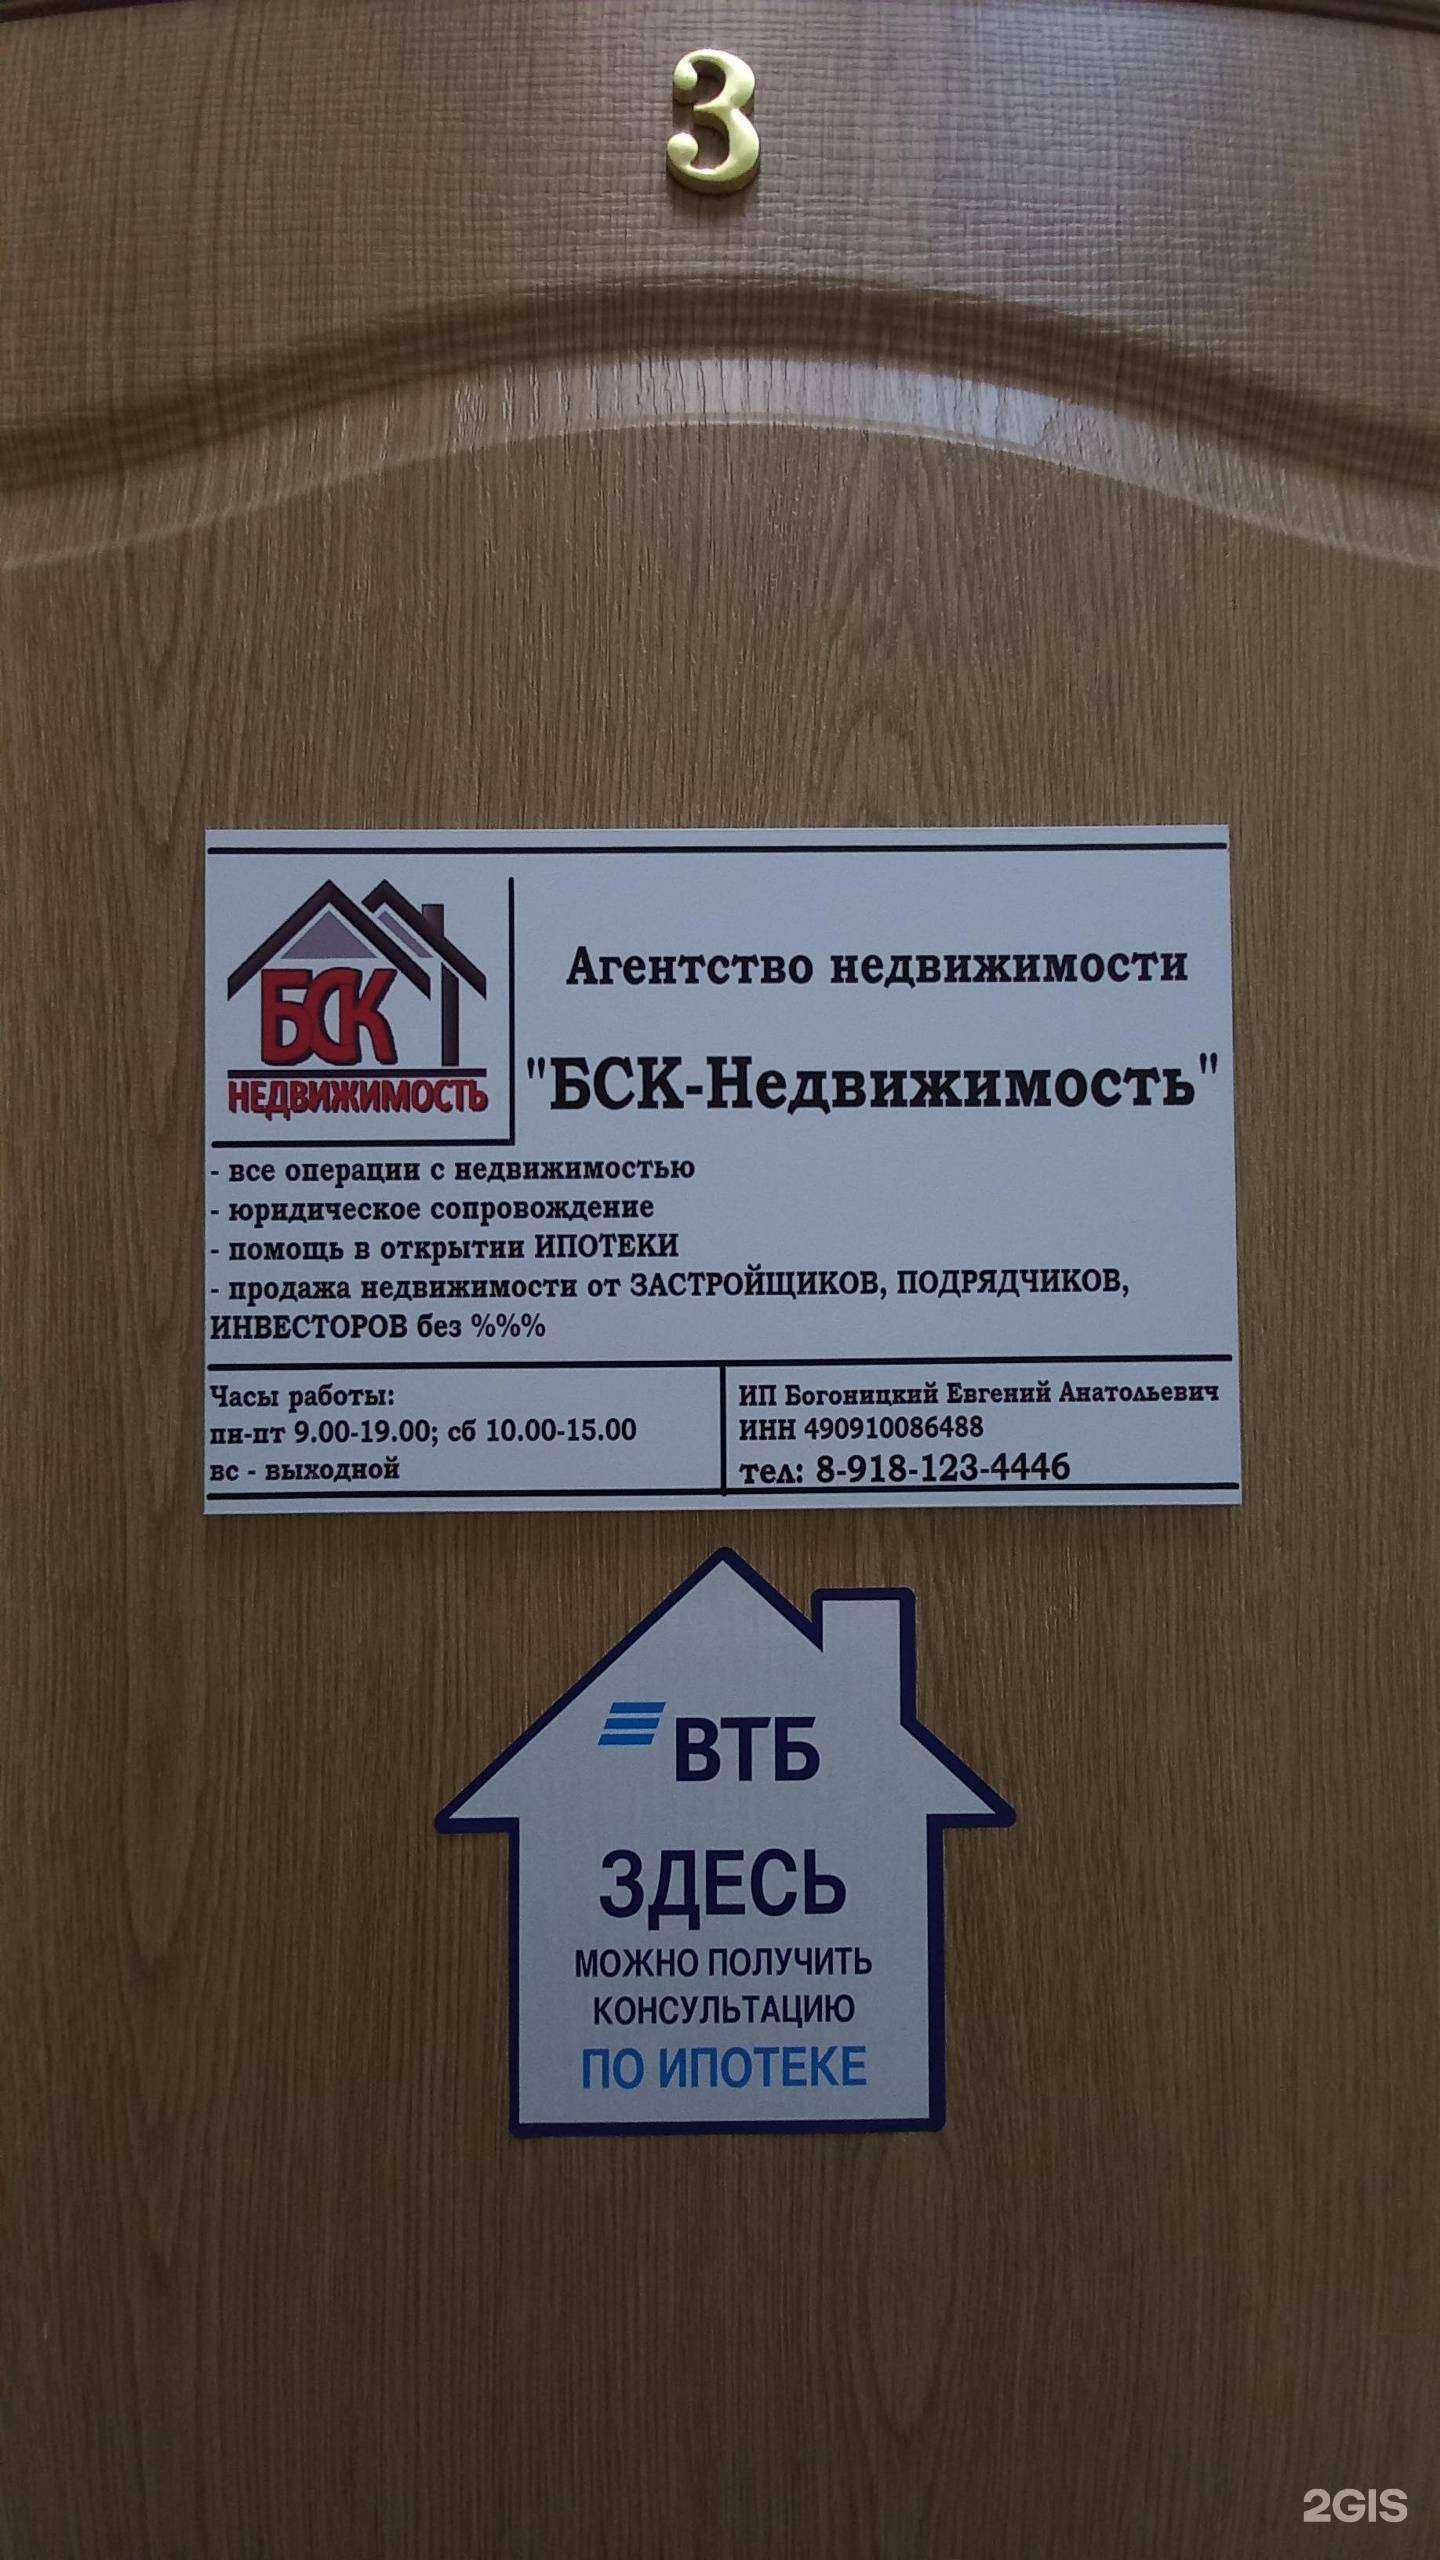 3
БСК
НЕДВИЖИМОСТЬ
Агентство недвижимости
"БСК-Недвижимость"
- все операции с недвижимостью
- юридическое сопровождение
- помощь в открытии ИПОТЕКИ
- продажа недвижимости от ЗАСТРОЙЩИКОВ, ПОДРЯДЧИКОВ,
ИНВЕСТОРОВ без %%%
Часы работы:
пн-пт 9.00-19.00; сб 10.00-15.00
вс - выходной
ИП Богоницкий Евгений Анатольевич
ИНН 490910086488
тел: 8-918-123-4446
ВТБ
ЗДЕСЬ
МОЖНО ПОЛУЧИТЬ
КОНСУЛЬТАЦИЮ
ПО ИПОТЕКЕ
2GIS